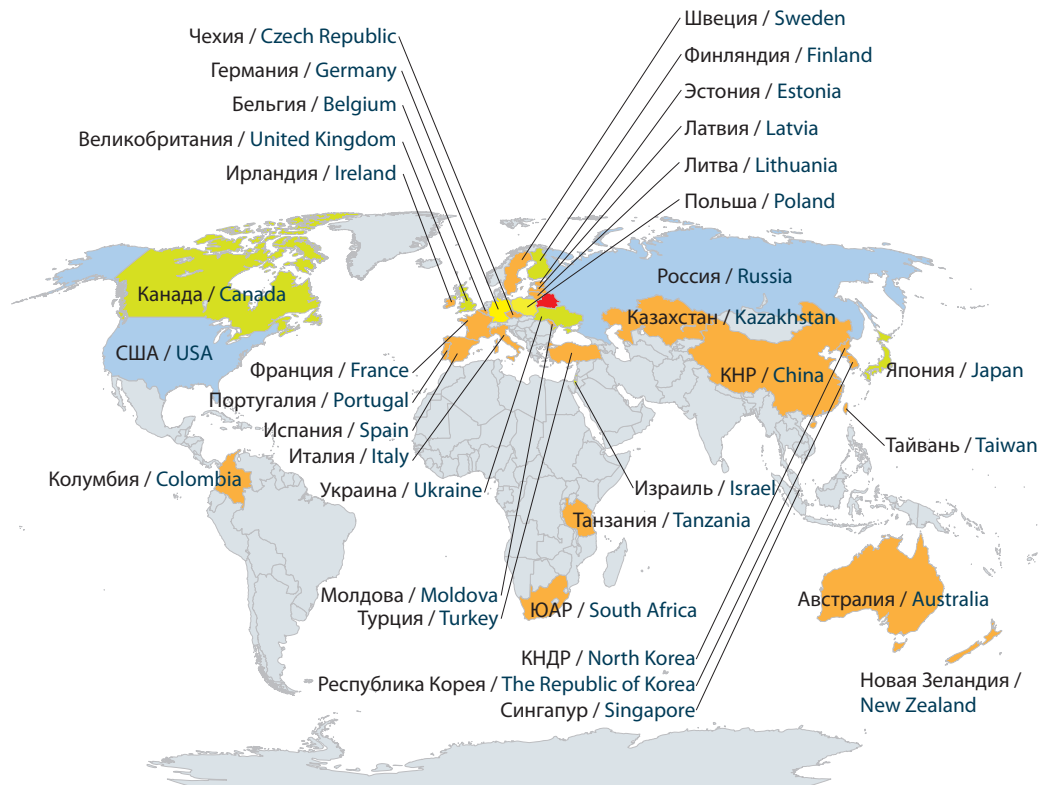 Швеция / Sweden
Чехия / Czech Republic
Финляндия / Finland
Германия / Germany
Эстония / Estonia
Бельгия / Belgium
Латвия / Latvia
Великобритания / United Kingdom
Литва / Lithuania
Ирландия / Ireland
Польша / Poland
Россия / Russia
Канада / Canada
Казахстан / Kazakhstan
США / USA
Франция / France
КНР / China
Япония / Japan
Португалия / Portugal
Испания / Spain
Тайвань / Taiwan
Италия / Italy
Колумбия / Colombia
Украина / Ukraine
Израиль / Israel
Танзания / Tanzania
Молдова / Moldova
Турция / Turkey
ЮАР / South Africa
Австралия / Australia
КНДР / North Korea
Республика Корея / The Republic of Korea
Сингапур / Singapore
Новая Зеландия /
New Zealand